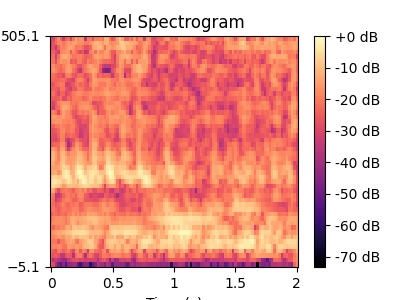 Mel Spectrogram
505.1
-5.1
0
0.5
1
1.5
2
+0 dB
-10 dB
-20 dB
-30 dB
-40 dB
-50 dB
-60 dB
-70 dB